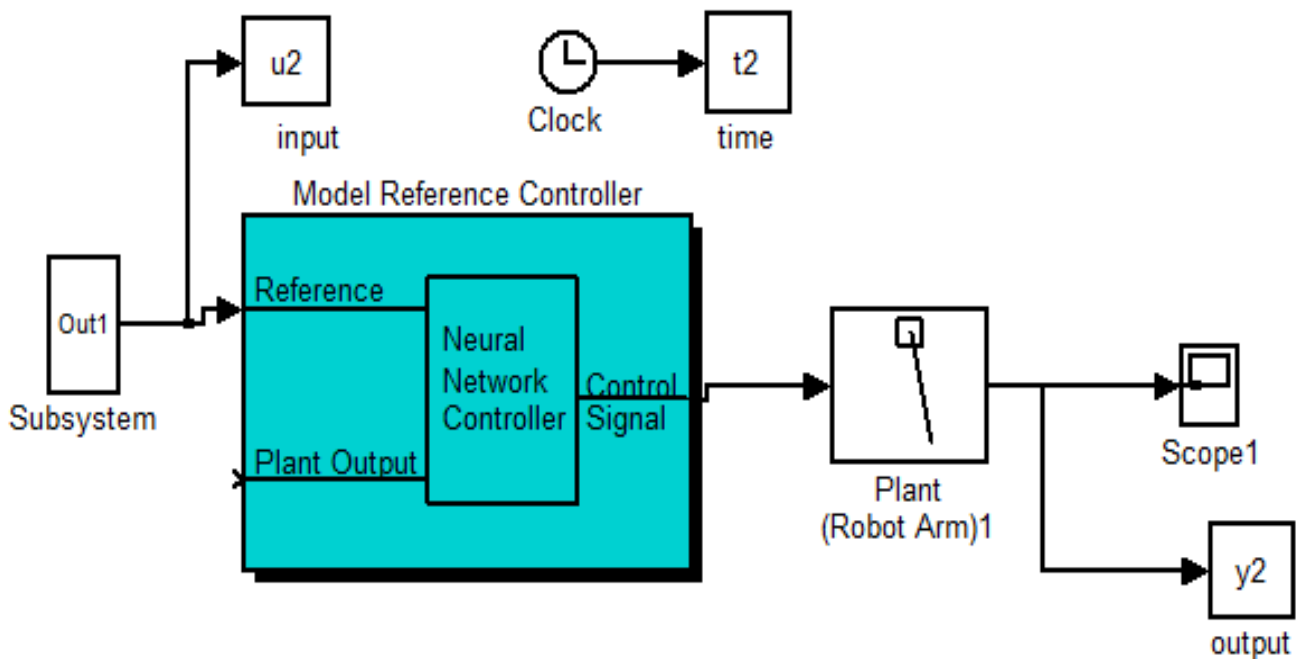 u2
input
Clock
t2
time
Model Reference Controller
Out1
Subsystem
Reference
Plant Output
Neural
Network
Controller
Control
Signal
Plant
(Robot Arm)1
Scope1
y2
output